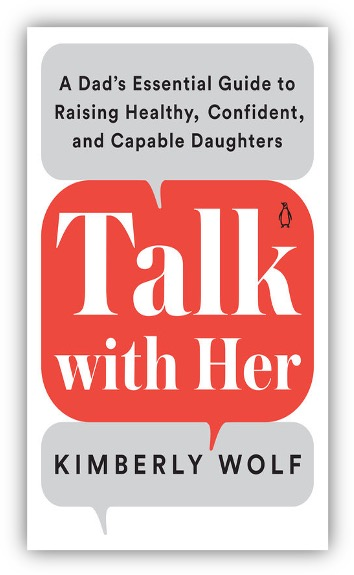 A Dad's Essential Guide to
Raising Healthy, Confident,
and Capable Daughters
Talk
with Her
KIMBERLY WOLF